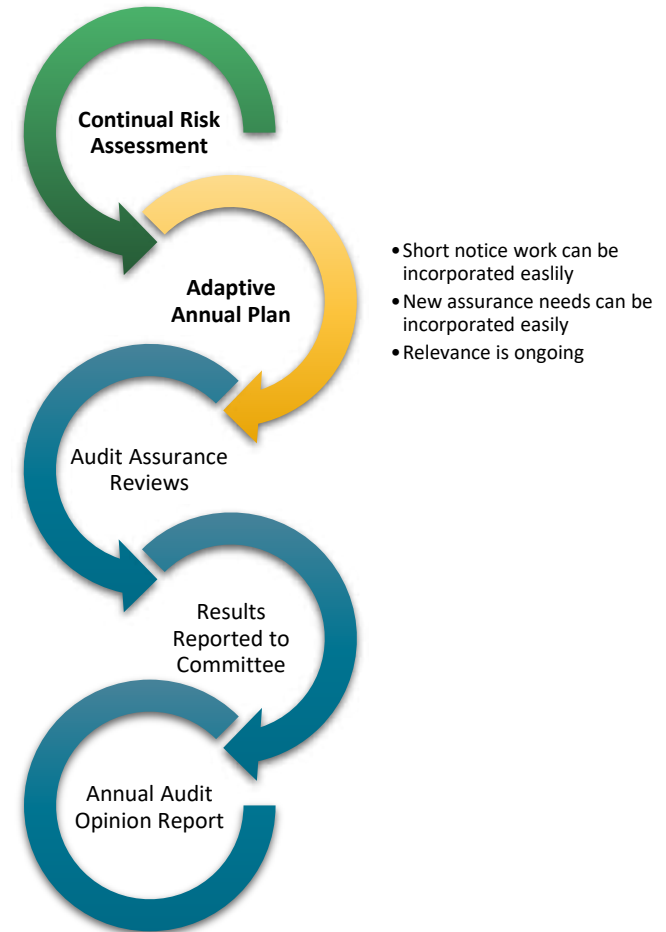 Continual Risk
Assessment
Adaptive
Annual Plan
•Short notice work can be
incorporated easlily
•New assurance needs can be
incorporated easily
•Relevance is ongoing
Audit Assurance
Reviews
Results
Reported to
Committee
Annual Audit
Opinion Report